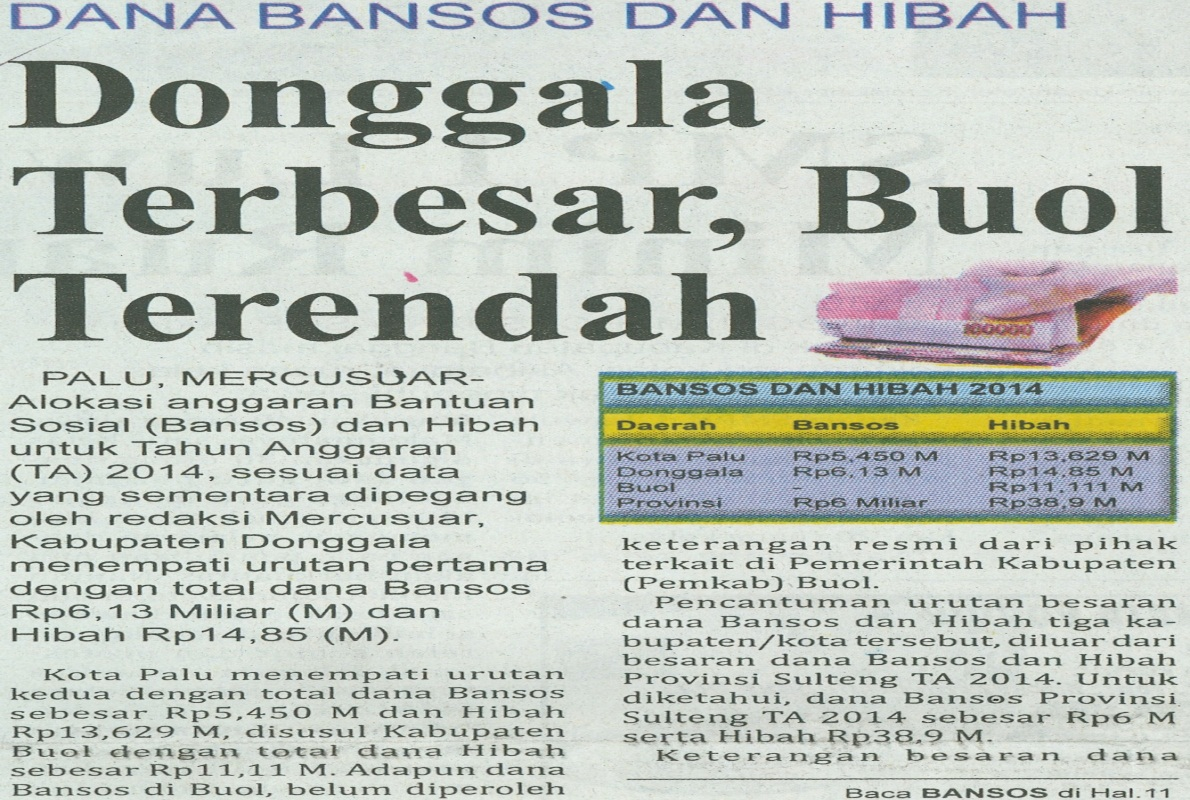 DANA BANSOS DAN HIBAH
Donggala
Terbesar, Buol
Terendah
100000
PALU, MERCUSUAR-
Alokasi anggaran Bantuan
Sosial (Bansos) dan Hibah
untuk Tahun Anggaran
(TA) 2014, sesuai data
yang sementara dipegang
oleh redaksi Mercusuar,
Kabupaten Donggala
menempati urutan pertama
dengan total dana Bansos
Rp6,13 Miliar (M) dan
Hibah Rp14,85 (M).
Kota Palu menempati urutan
kedua dengan total dana Bansos
sebesar Rp5,450 M dan Hibah
Rp13,629 M, disusul Kabupaten
Buol dengan total dana Hibah
sebesar Rp11,11 M. Adapun dana
Bansos di Buol, belum diperoleh
BANSOS DAN HIBAH 2014
Daerah Bansos Hibah
Kota Palu Rp5,450 M Rp13,629 M
Donggala Rp6,13 M Rp14,85 M
Buol - Rp11,111 M
Provinsi Rp6 Miliar Rp38,9 M
keterangan resmi dari pihak
terkait di Pemerintah Kabupaten
(Pemkab) Buol.
Pencantuman urutan besaran
dana Bansos dan Hibah tiga ka-
bupaten/kota tersebut, diluar dari
besaran dana Bansos dan Hibah
Provinsi Sulteng TA 2014. Untuk
diketahui, dana Bansos Provinsi
Sulteng TA 2014 sebesar Rp6 M
serta Hibah Rp38,9 M.
Keterangan besaran dana
Baca BANSOS di Hal.11